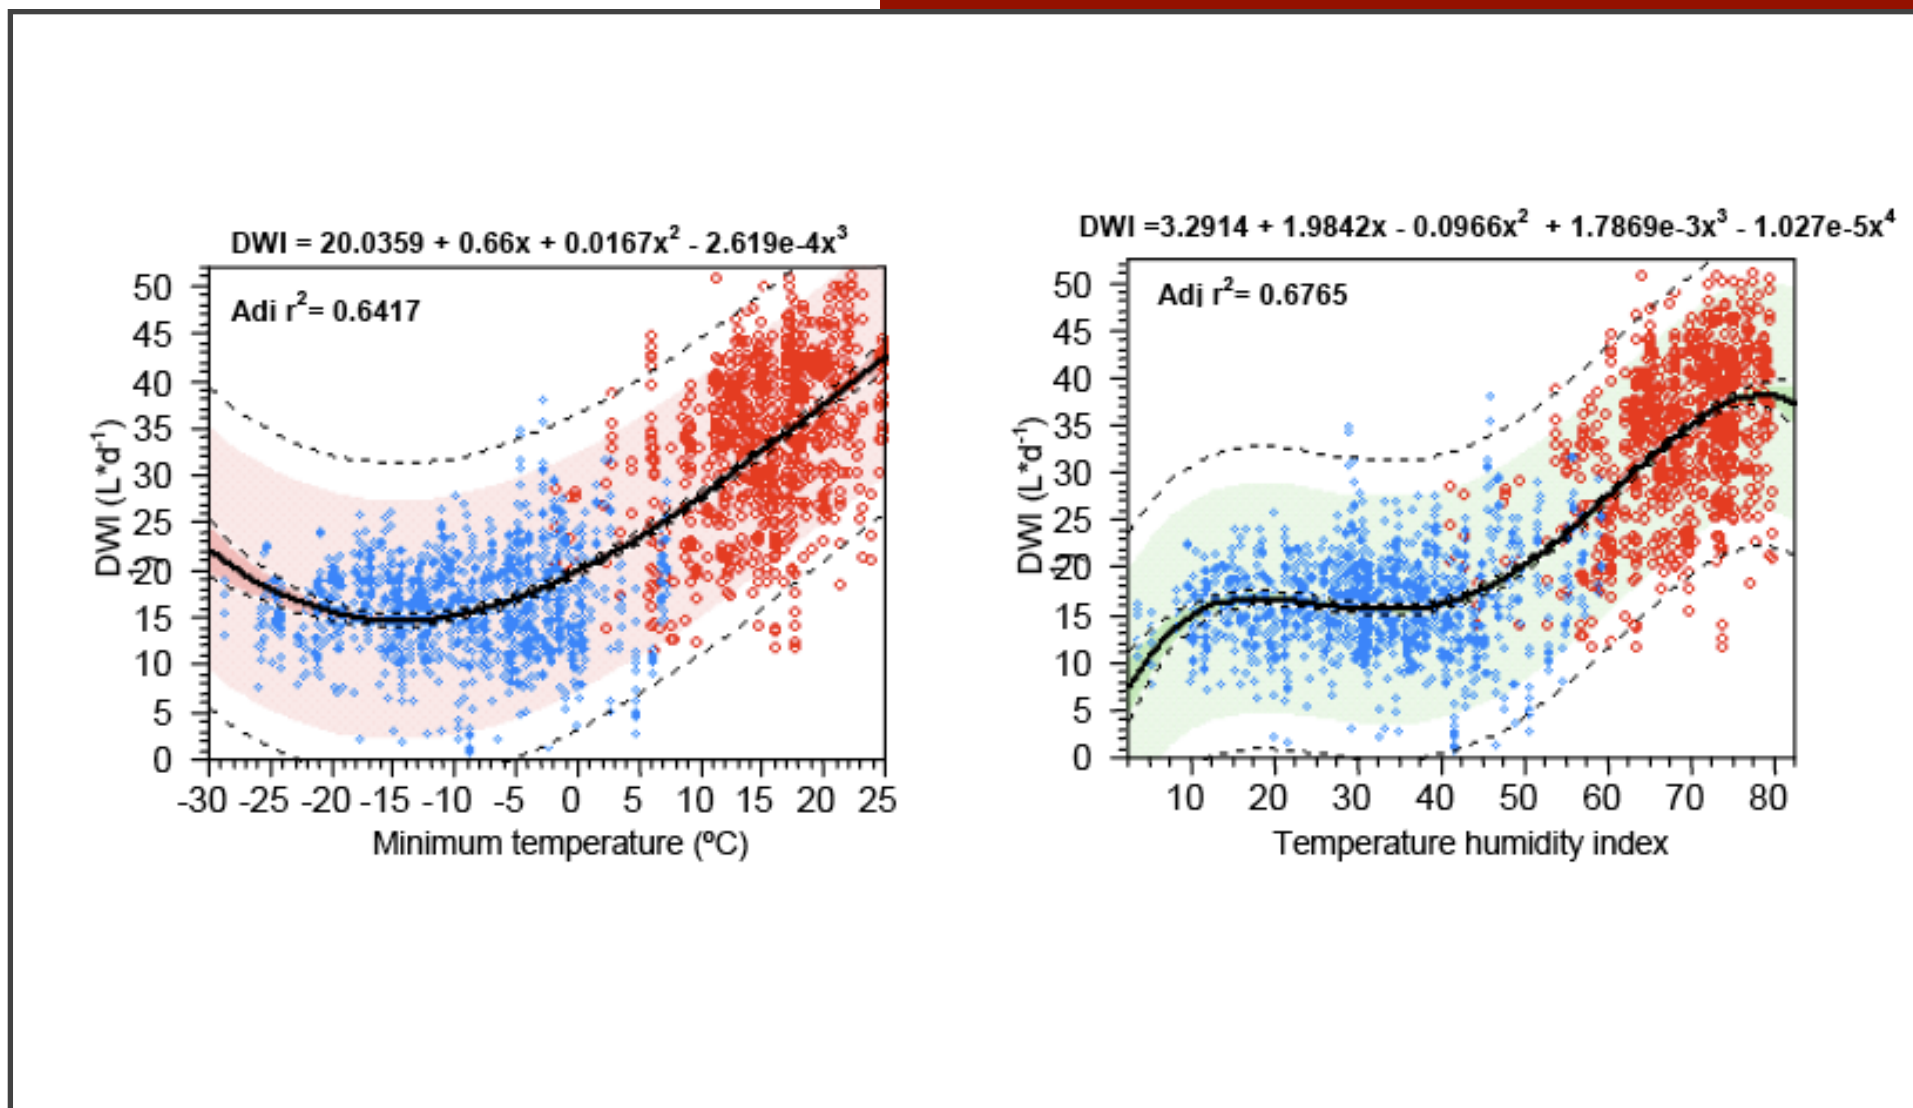 DWI = 20.0359 + 0.66x + 0.0167x² - 2.619e-4x³
Adi r²= 0.6417
50
45
40
35
30
25
20
15
10
5
0
DWI (L*d⁻¹)
-30 -25 -20 -15 -10 -5 0 5 10 15 20 25
Minimum temperature (ºC)
DWI =3.2914 + 1.9842x - 0.0966x² + 1.7869e-3x³ - 1.027e-5x⁴
Adj r²= 0.6765
50
45
40
35
30
25
20
15
10
5
0
DWI (L*d⁻¹)
10 20 30 40 50 60 70 80
Temperature humidity index